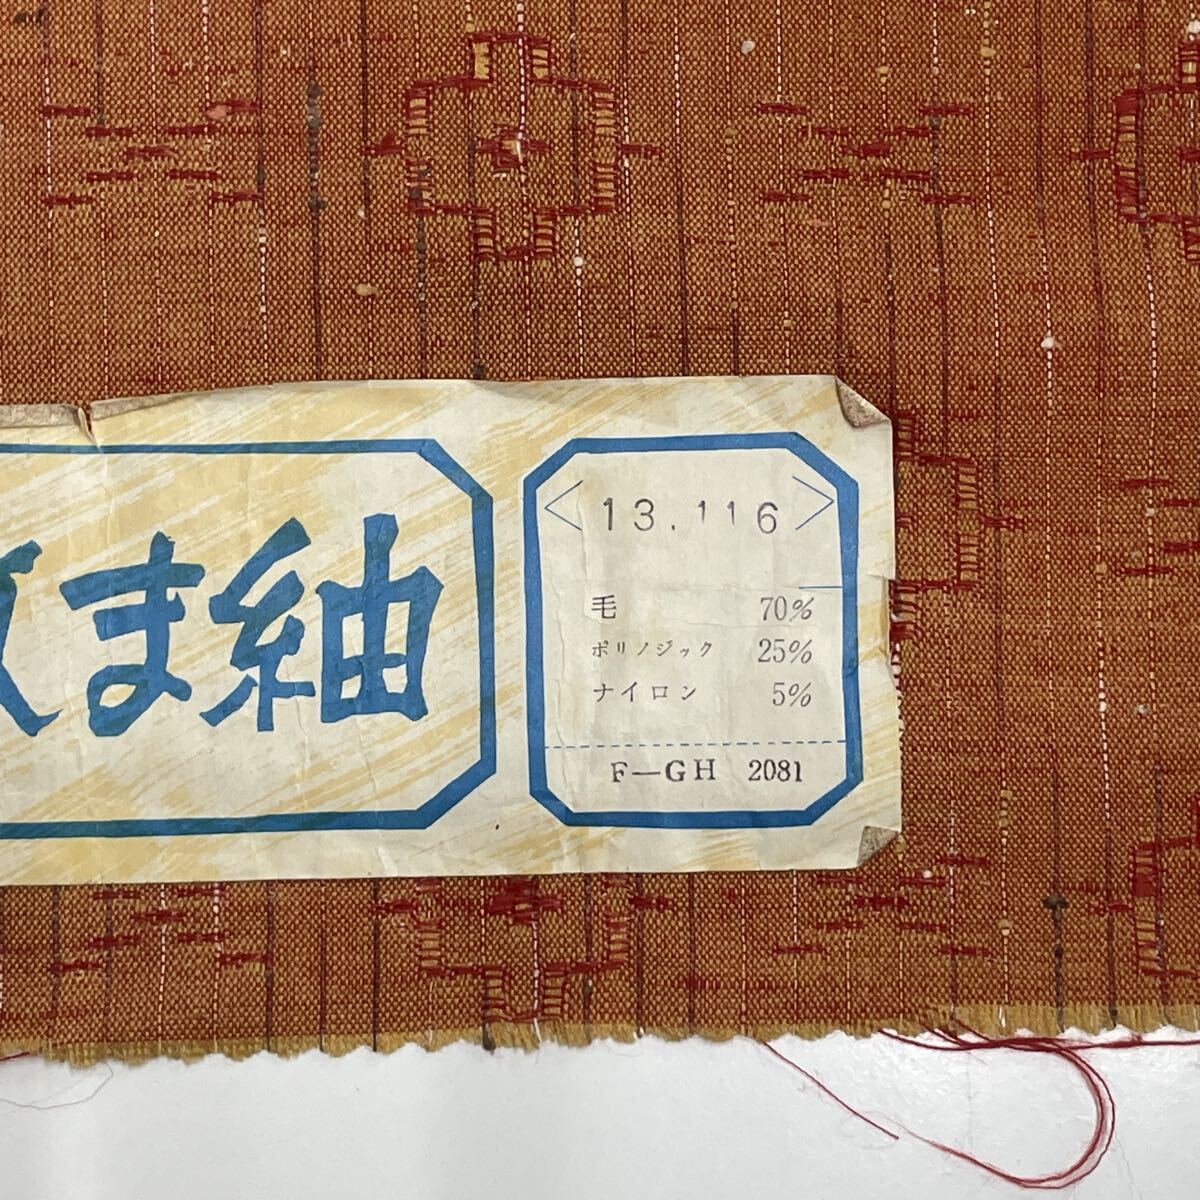 ま紬
<13.116>
毛 70%
ポリノジック 25%
ナイロン 5%
F—GH 2081